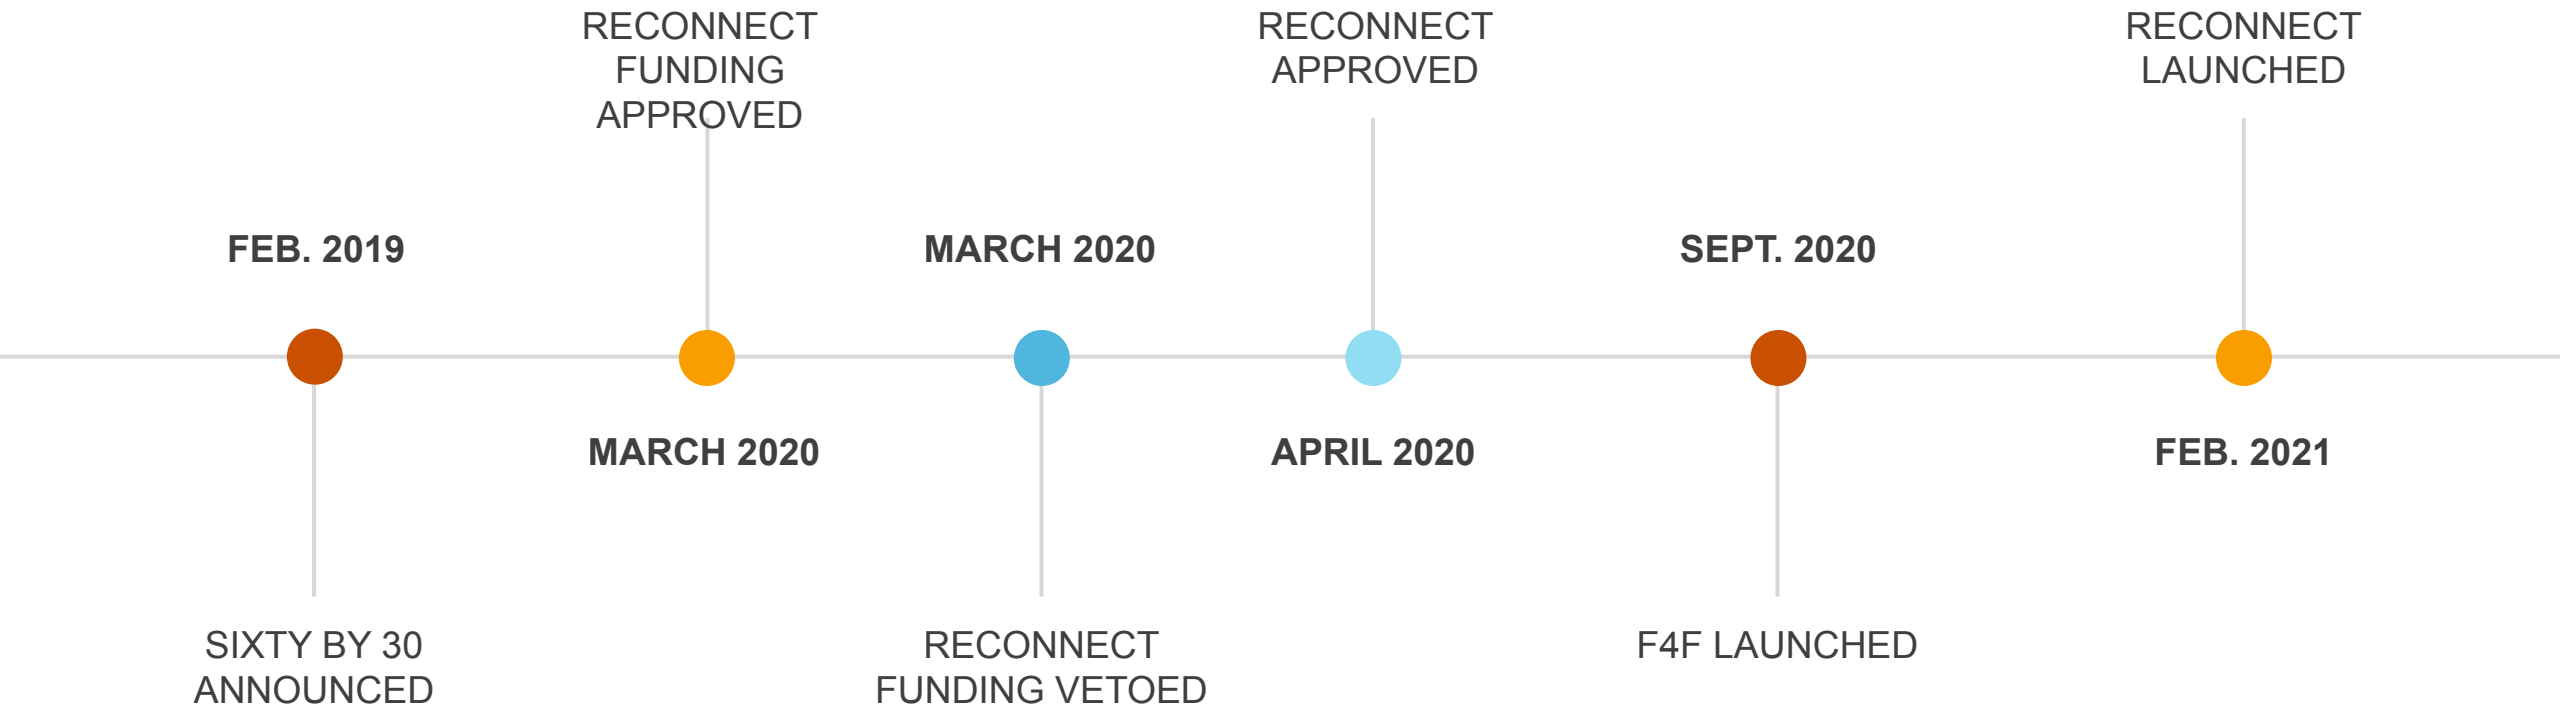 RECONNECT
FUNDING
APPROVED
RECONNECT
APPROVED
RECONNECT
LAUNCHED
FEB. 2019
MARCH 2020
SEPT. 2020
MARCH 2020
APRIL 2020
FEB. 2021
SIXTY BY 30
ANNOUNCED
RECONNECT
FUNDING VETOED
F4F LAUNCHED